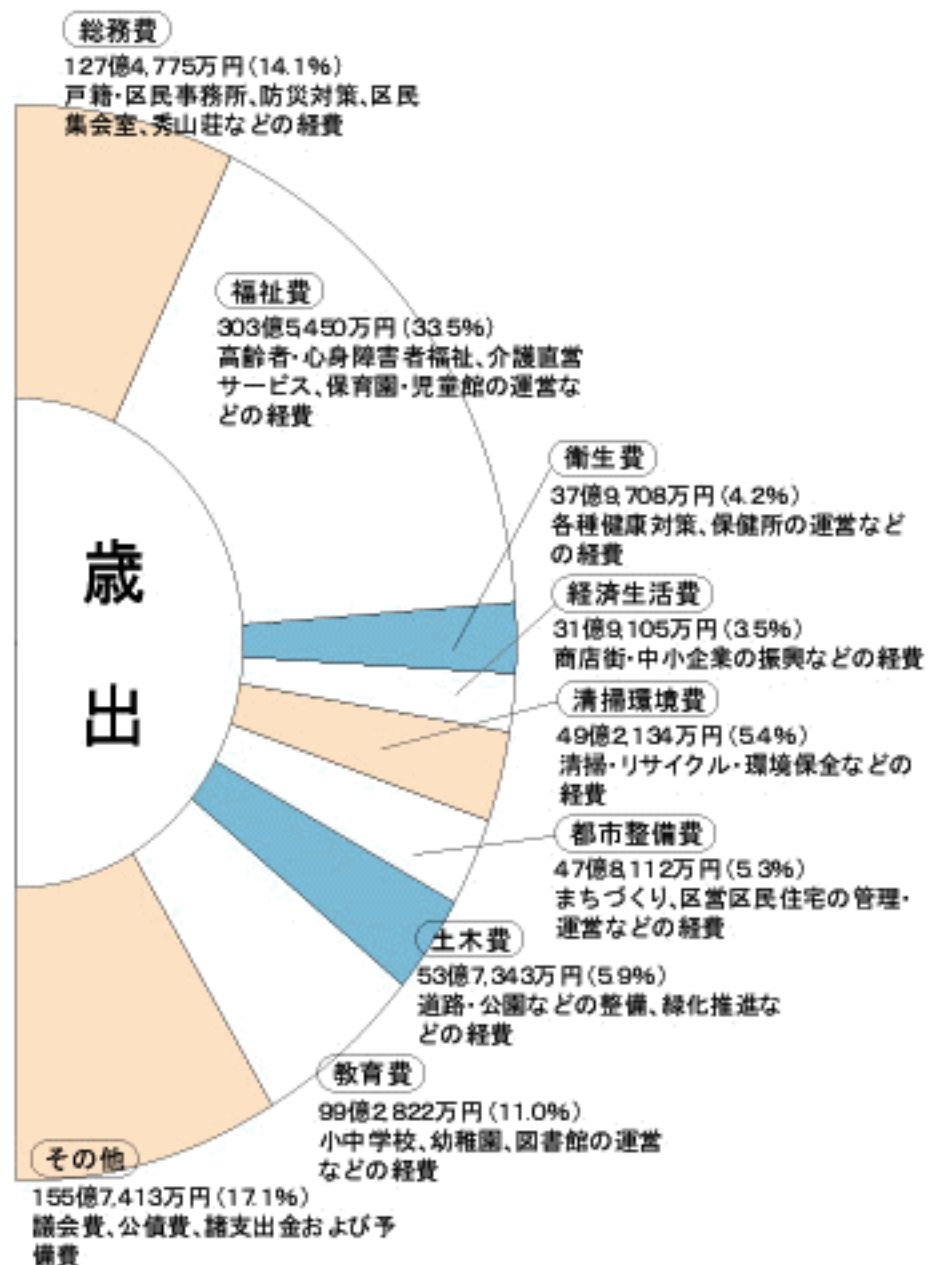 総務費
127億4,775万円(14.1%)
戸籍・区民事務所、防災対策、区民
集会室、秀山荘などの経費
福祉費
303億5,450万円(33.5%)
高齢者・心身障害者福祉、介護直営
サービス、保育園・児童館の運営な
どの経費
衛生費
37億9,708万円(4.2%)
各種健康対策、保健所の運営など
の経費
経済生活費
31億9,105万円(3.5%)
商店街・中小企業の振興などの経費
清掃環境費
49億2,134万円(5.4%)
清掃・リサイクル・環境保全などの
経費
都市整備費
47億8,112万円(5.3%)
まちづくり、区営区民住宅の管理・
運営などの経費
土木費
53億7,343万円(5.9%)
道路・公園などの整備、緑化推進な
どの経費
教育費
99億2,822万円(11.0%)
小中学校、幼稚園、図書館の運営
などの経費
その他
155億7,413万円(17.1%)
議会費、公債費、諸支出金および予
備費
歳
出